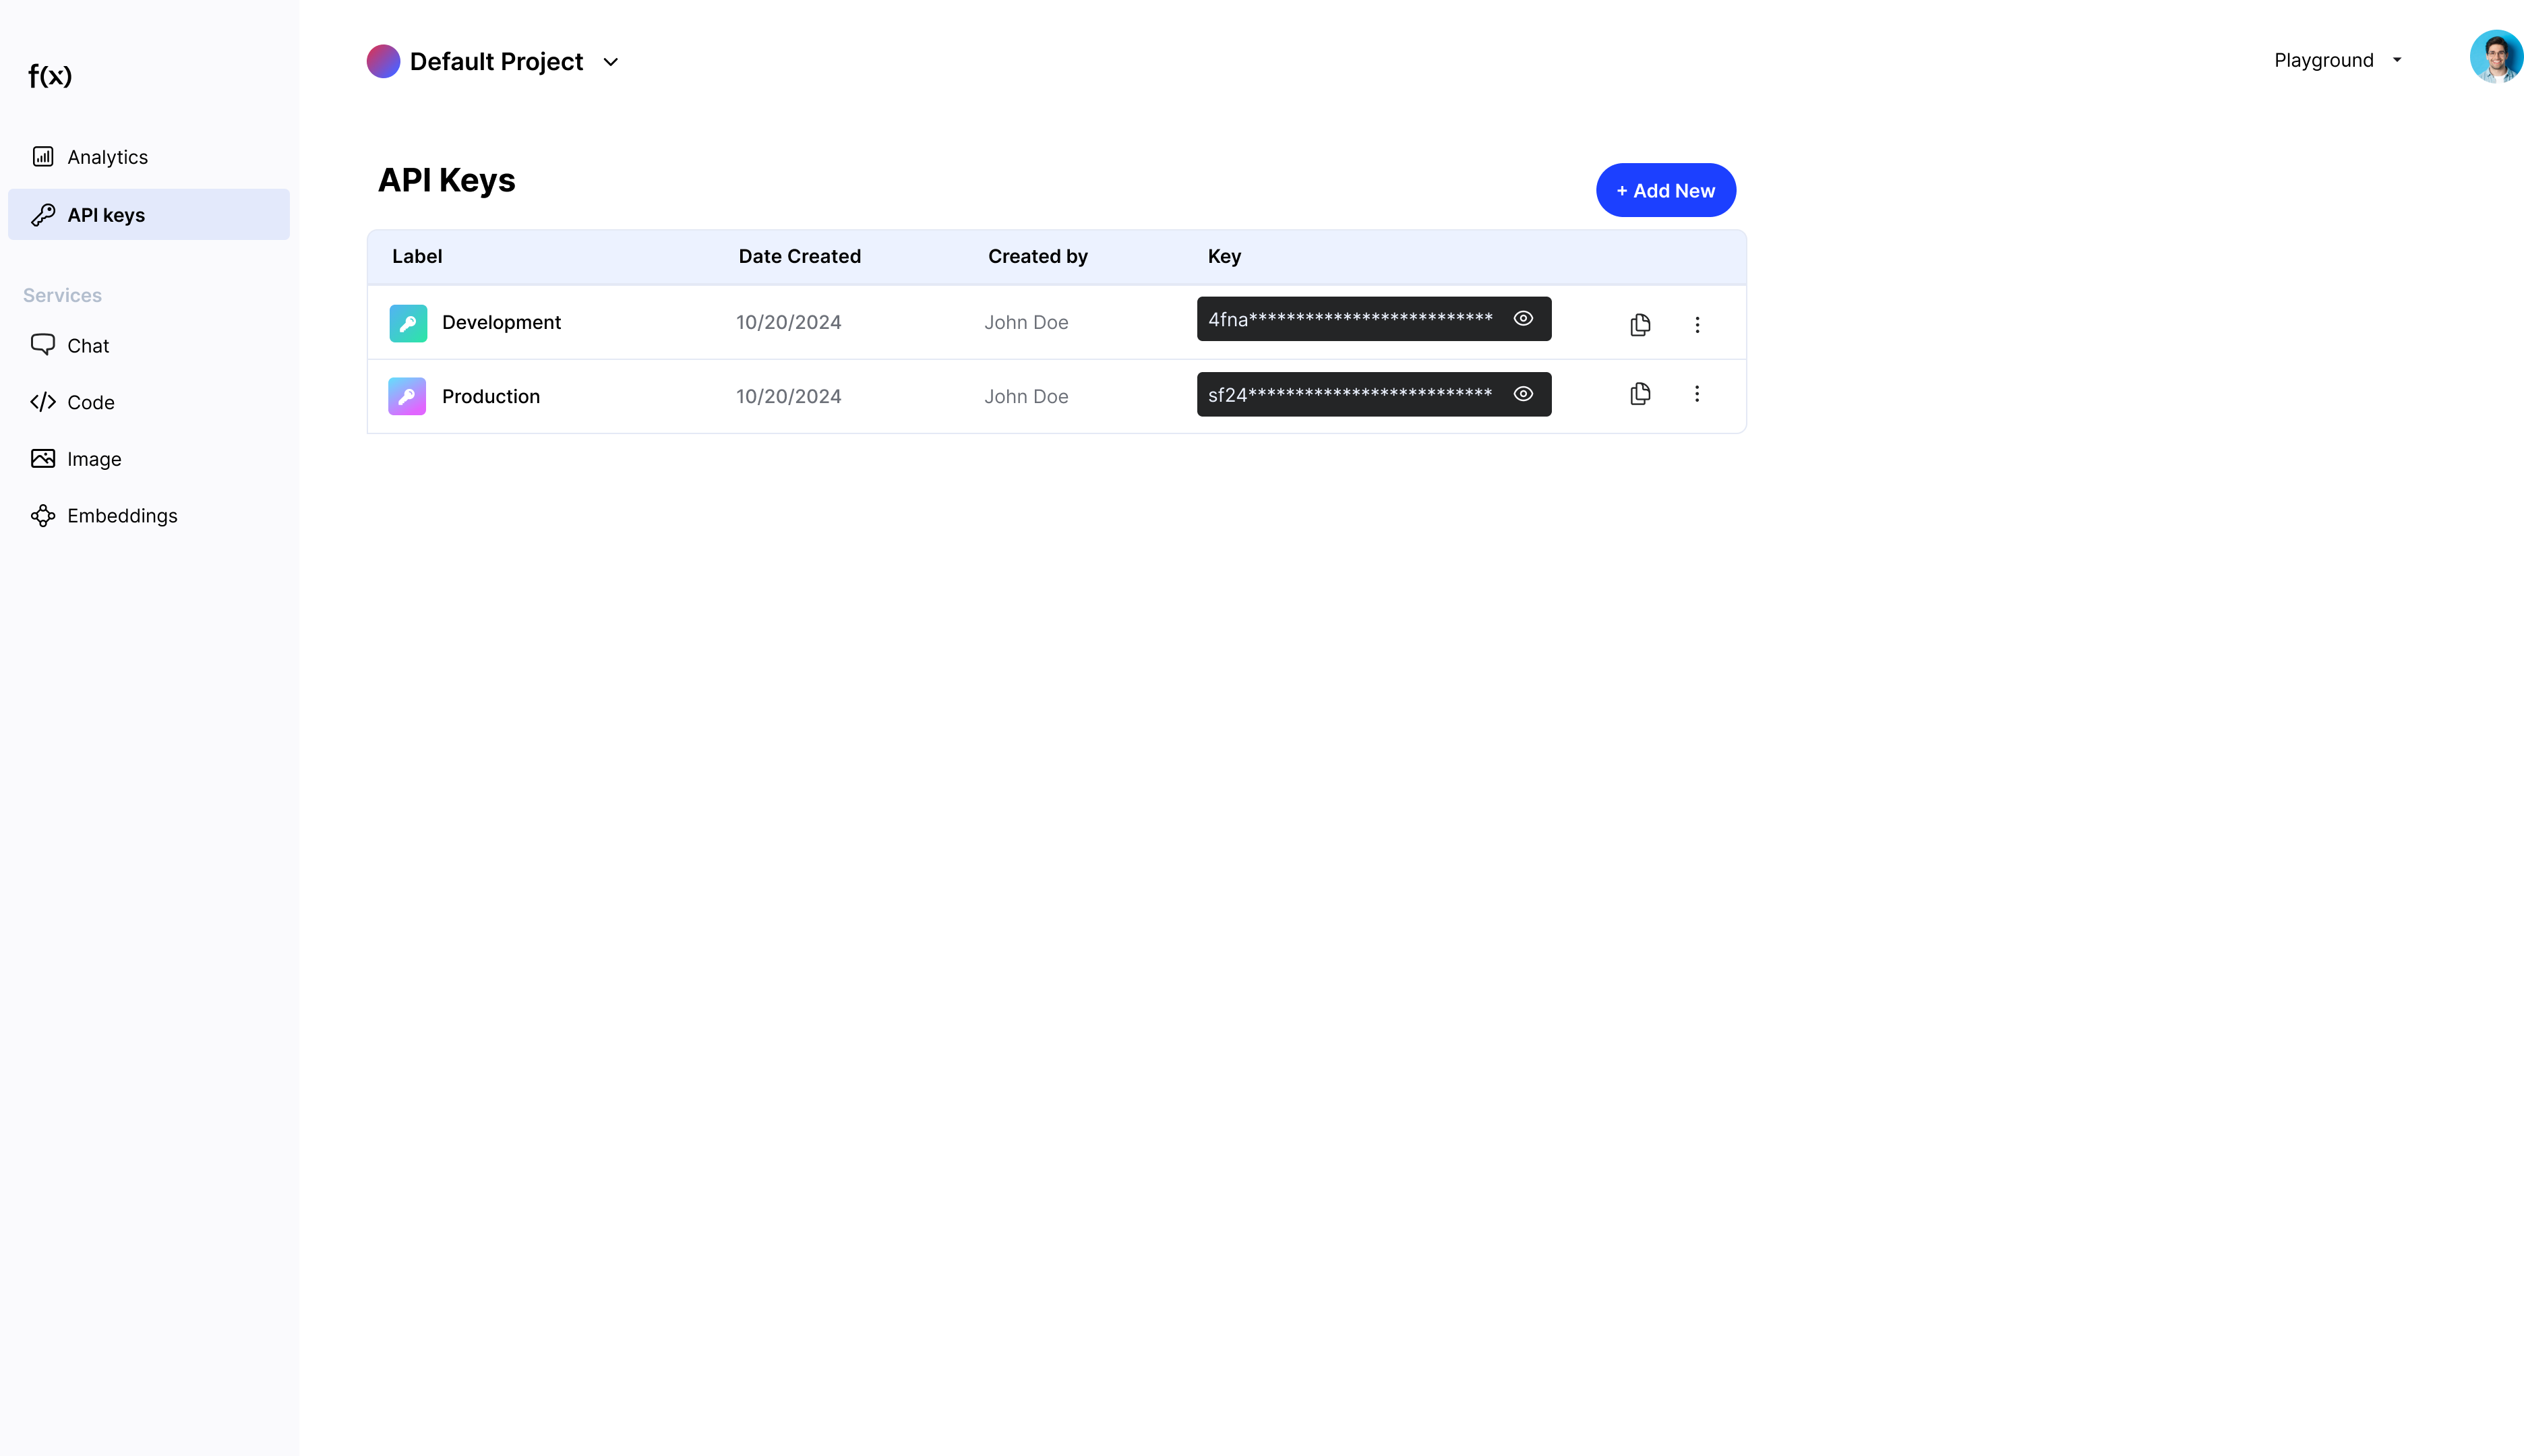 f(x)
Default Project
Playground
Analytics
API keys
Services
Chat
Code
Image
Embeddings
API Keys
+ Add New
Label Date Created Created by Key
Development 10/20/2024 John Doe 4fna**************************
Production 10/20/2024 John Doe sf24**************************